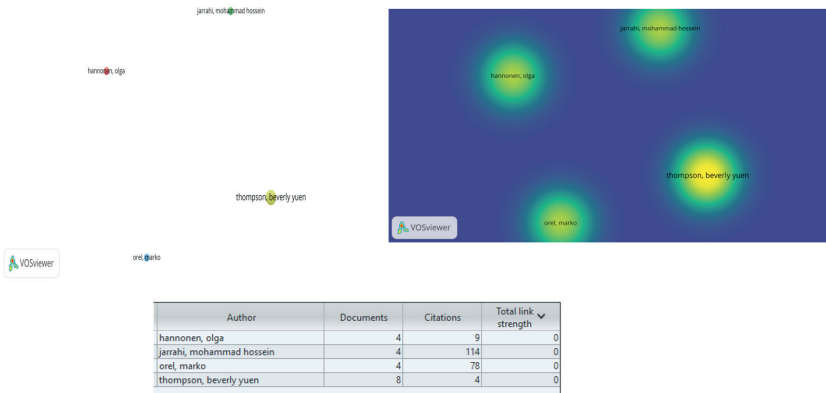 jarrahi, mohammad hossein
hannonen, olga
thompson, beverly yuen
orel, marko
VOSviewer
jarrahi, mohammad hossein
hannonen, olga
thompson, beverly yuen
orel, marko
VOSviewer
Author Documents Citations Total link strength
hannonen, olga 4 9 0
jarrahi, mohammad hossein 4 114 0
orel, marko 4 78 0
thompson, beverly yuen 8 4 0